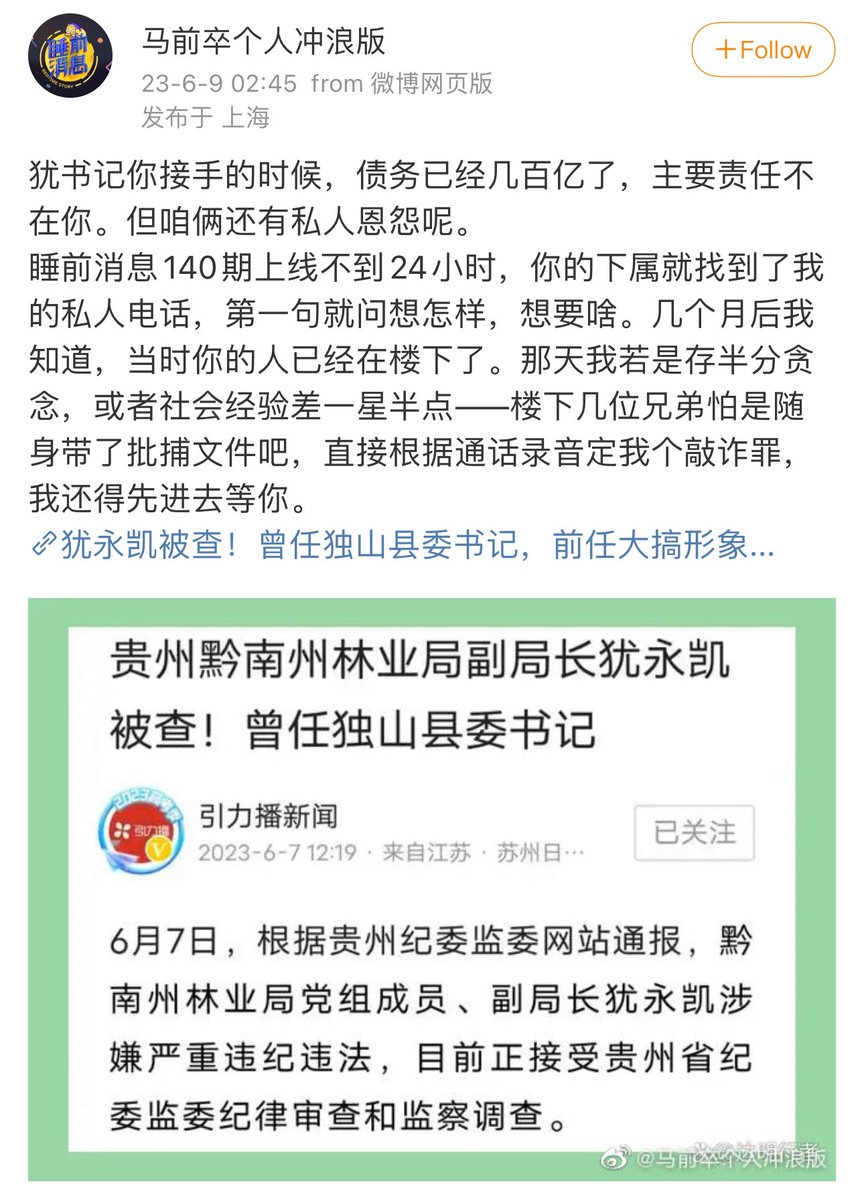 马前卒个人冲浪版
+Follow
23-6-9 02:45 from 微博网页版
发布于 上海
犹书记你接手的时候，债务已经几百亿了，主要责任不
在你。但咱俩还有私人恩怨呢。
睡前消息140期上线不到24小时，你的下属就找到了我
的私人电话，第一句就问想怎样，想要啥。几个月后我
知道，当时你的人已经在楼下了。那天我若是存半分贪
念，或者社会经验差一星半点——楼下几位兄弟怕是随
身带了批捕文件吧，直接根据通话录音定我个敲诈罪，
我还得先进去等你。
犹永凯被查！曾任独山县委书记，前任大搞形象...
贵州黔南州林业局副局长犹永凯
被查！曾任独山县委书记
引力播新闻
2023-6-7 12:19 · 来自江苏 · 苏州日…
已关注
6月7日，根据贵州纪委监委网站通报，黔
南州林业局党组成员、副局长犹永凯涉
嫌严重违纪违法，目前正接受贵州省纪
委监委纪律审查和监察调查。
@马前卒个人冲浪版